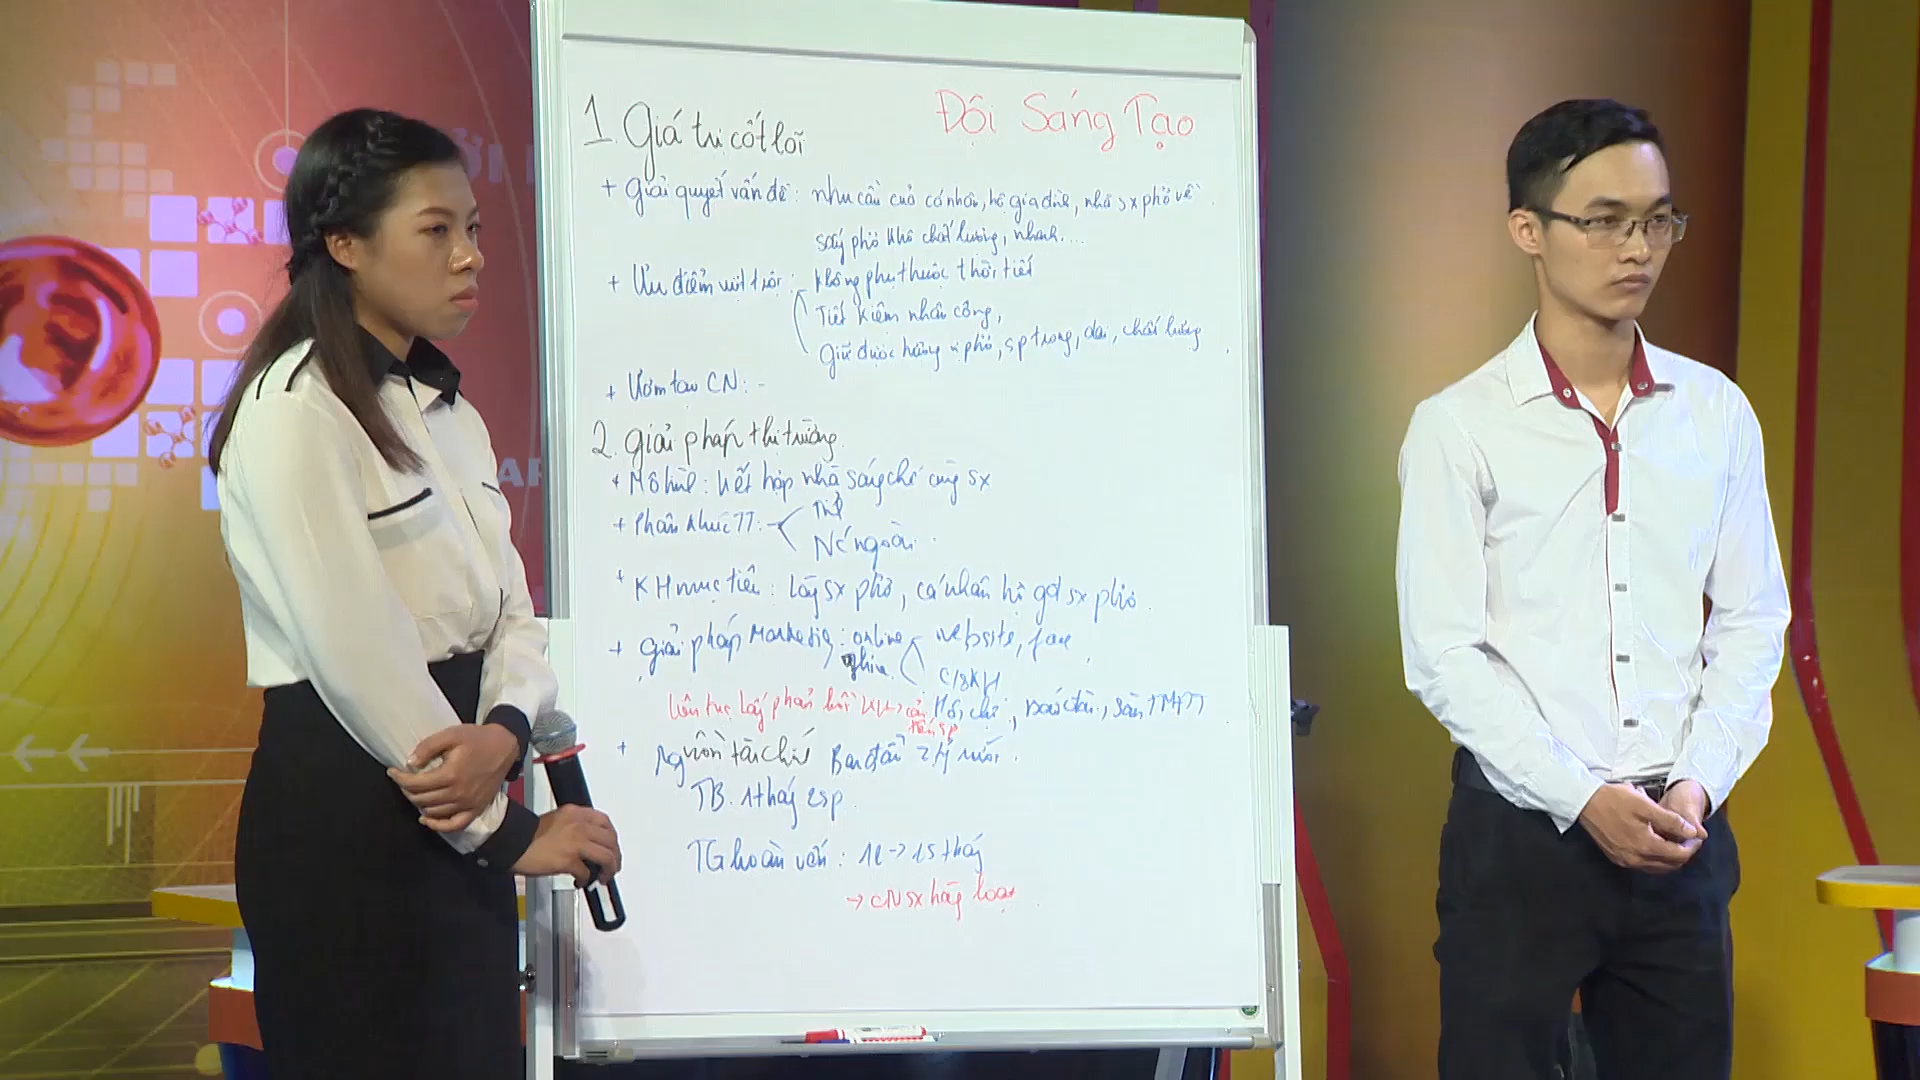 Đội Sáng Tạo
1. Giá trị cốt lõi
+ Giải quyết vấn đề: nhu cầu của cá nhân, hộ gia đình, nhà sx phở về
sấy phở khô chất lượng, nhanh....
+ Ưu điểm vượt trội: - không phụ thuộc thời tiết
Tiết kiệm nhân công,
Giữ được hương vị phở, sp trong, dai, chất lượng
+ Ươm tạo CN: -
2. Giải pháp thị trường
+ Mô hình: kết hợp nhà sáng chế cùng sx
+ Phân khúc TT:
Nc ngoài.
+ KH mục tiêu: làng sx phở, cá nhân hộ gđ sx phở.
+ Giải pháp Marketing: online website, face
CSKH
liên tục lấy phản hồi KH → cải Hội chợ, báo đài, sàn TMĐT
tiến sp
+ Nguồn tài chính Ban đầu 2 tỷ rưỡi.
TB. 1 tháng 2sp.
TG hoàn vốn: 12 → 15 tháng
→ CN sx hàng loạt